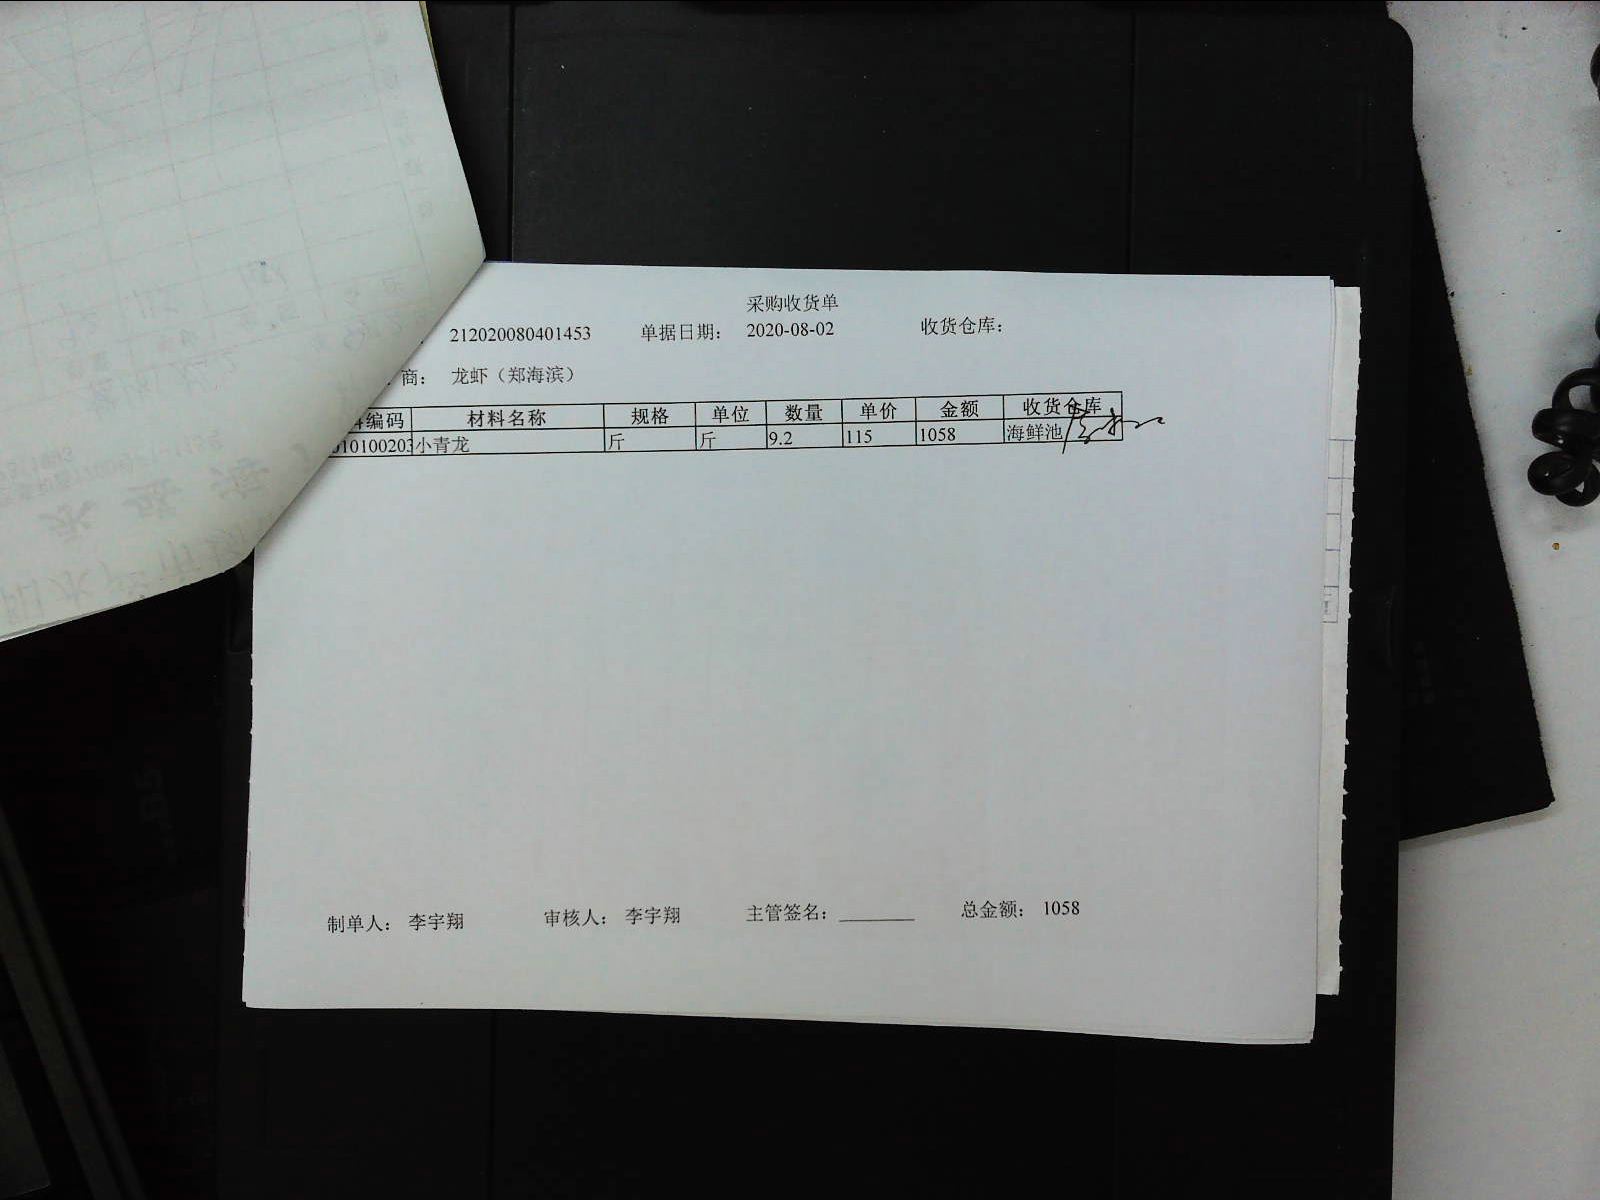 采购收货单
212020080401453 单据日期： 2020-08-02 收货仓库：
商： 龙虾（郑海滨）
编码 材料名称 规格 单位 数量 单价 金额 收货仓库
10100203 小青龙 斤 斤 9.2 115 1058 海鲜池
制单人： 李宇翔 审核人： 李宇翔 主管签名： 总金额： 1058